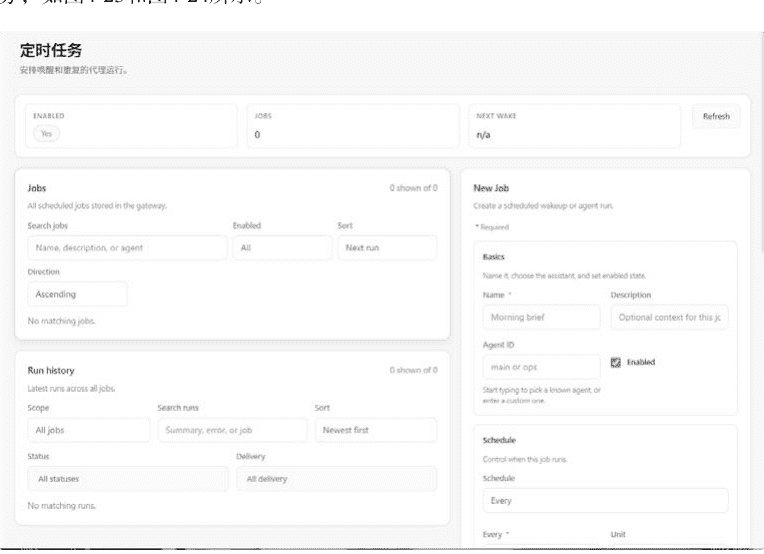 定时任务
安排唤醒和重复的代理运行。
ENABLED
Yes
JOBS
0
NEXT WAKE
n/a
Refresh
Jobs
0 shown of 0
All scheduled jobs stored in the gateway.
Search jobs
Enabled
Sort
Name, description, or agent
All
Next run
Direction
Ascending
No matching jobs.
Run history
0 shown of 0
Latest runs across all jobs.
Scope
Search runs
Sort
All jobs
Summary, error, or job
Newest first
Status
Delivery
All statuses
All delivery
No matching runs.
New Job
Create a scheduled wakeup or agent run.
* Required
Basics
Name it, choose the assistant, and set enabled state.
Name *
Description
Morning brief
Optional context for this jc
Agent ID
main or ops
Enabled
Start typing to pick a known agent, or
enter a custom one.
Schedule
Control when this job runs.
Schedule
Every
Every *
Unit